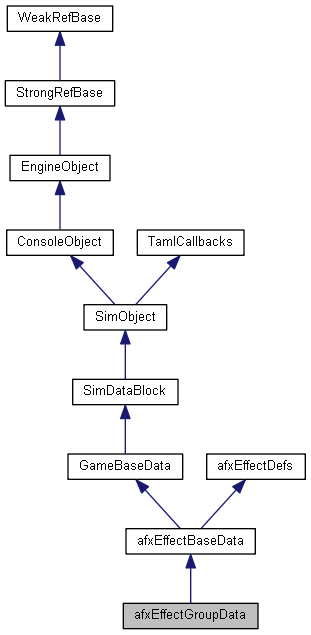 WeakRefBase
StrongRefBase
EngineObject
ConsoleObject
TamlCallbacks
SimObject
SimDataBlock
GameBaseData
afxEffectDefs
afxEffectBaseData
afxEffectGroupData